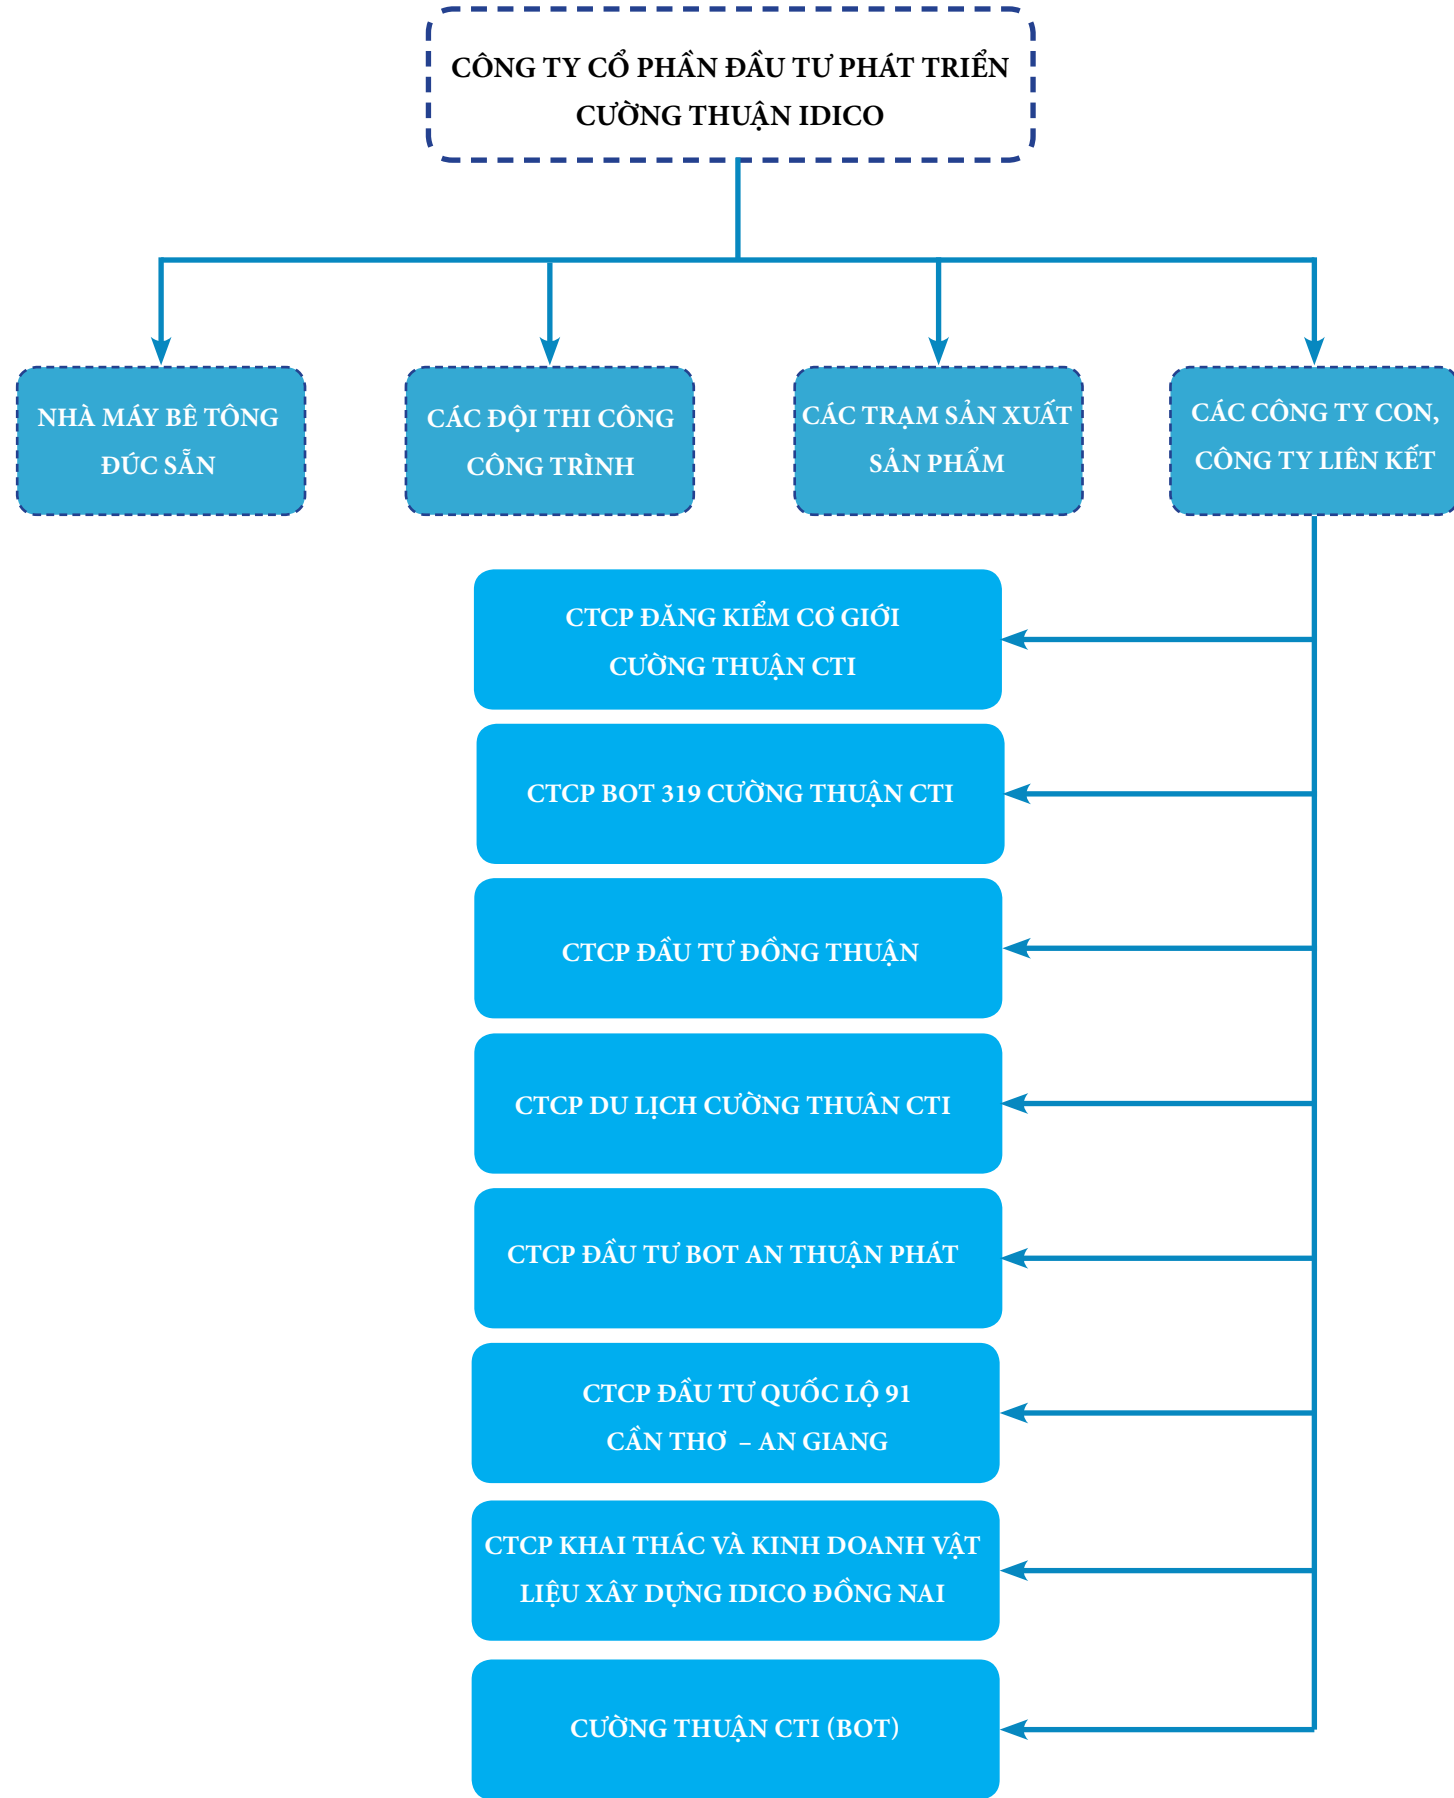 CÔNG TY CỔ PHẦN ĐẦU TƯ PHÁT TRIỂN
CƯỜNG THUẬN IDICO
NHÀ MÁY BÊ TÔNG
ĐÚC SẴN
CÁC ĐỘI THI CÔNG
CÔNG TRÌNH
CÁC TRẠM SẢN XUẤT
SẢN PHẨM
CÁC CÔNG TY CON,
CÔNG TY LIÊN KẾT
CTCP ĐĂNG KIỂM CƠ GIỚI
CƯỜNG THUẬN CTI
CTCP BOT 319 CƯỜNG THUẬN CTI
CTCP ĐẦU TƯ ĐỒNG THUẬN
CTCP DU LỊCH CƯỜNG THUÂN CTI
CTCP ĐẦU TƯ BOT AN THUẬN PHÁT
CTCP ĐẦU TƯ QUỐC LỘ 91
CẦN THƠ – AN GIANG
CTCP KHAI THÁC VÀ KINH DOANH VẬT
LIỆU XÂY DỰNG IDICO ĐỒNG NAI
CƯỜNG THUẬN CTI (BOT)